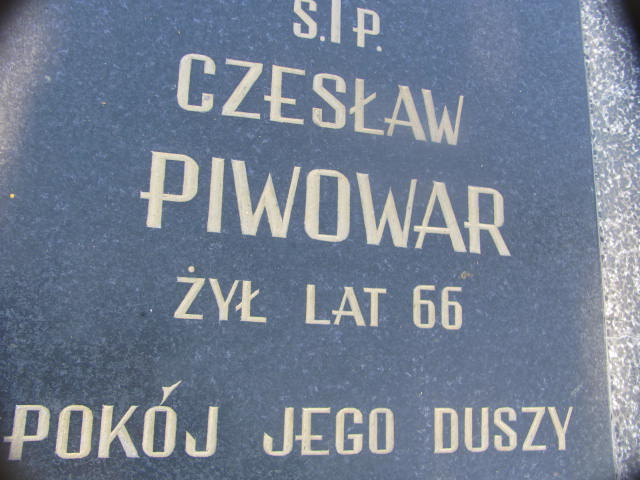 Ś.I P.
CZESŁAW
PIWOWAR
ŻYŁ LAT 66
POKÓJ JEGO DUSZY